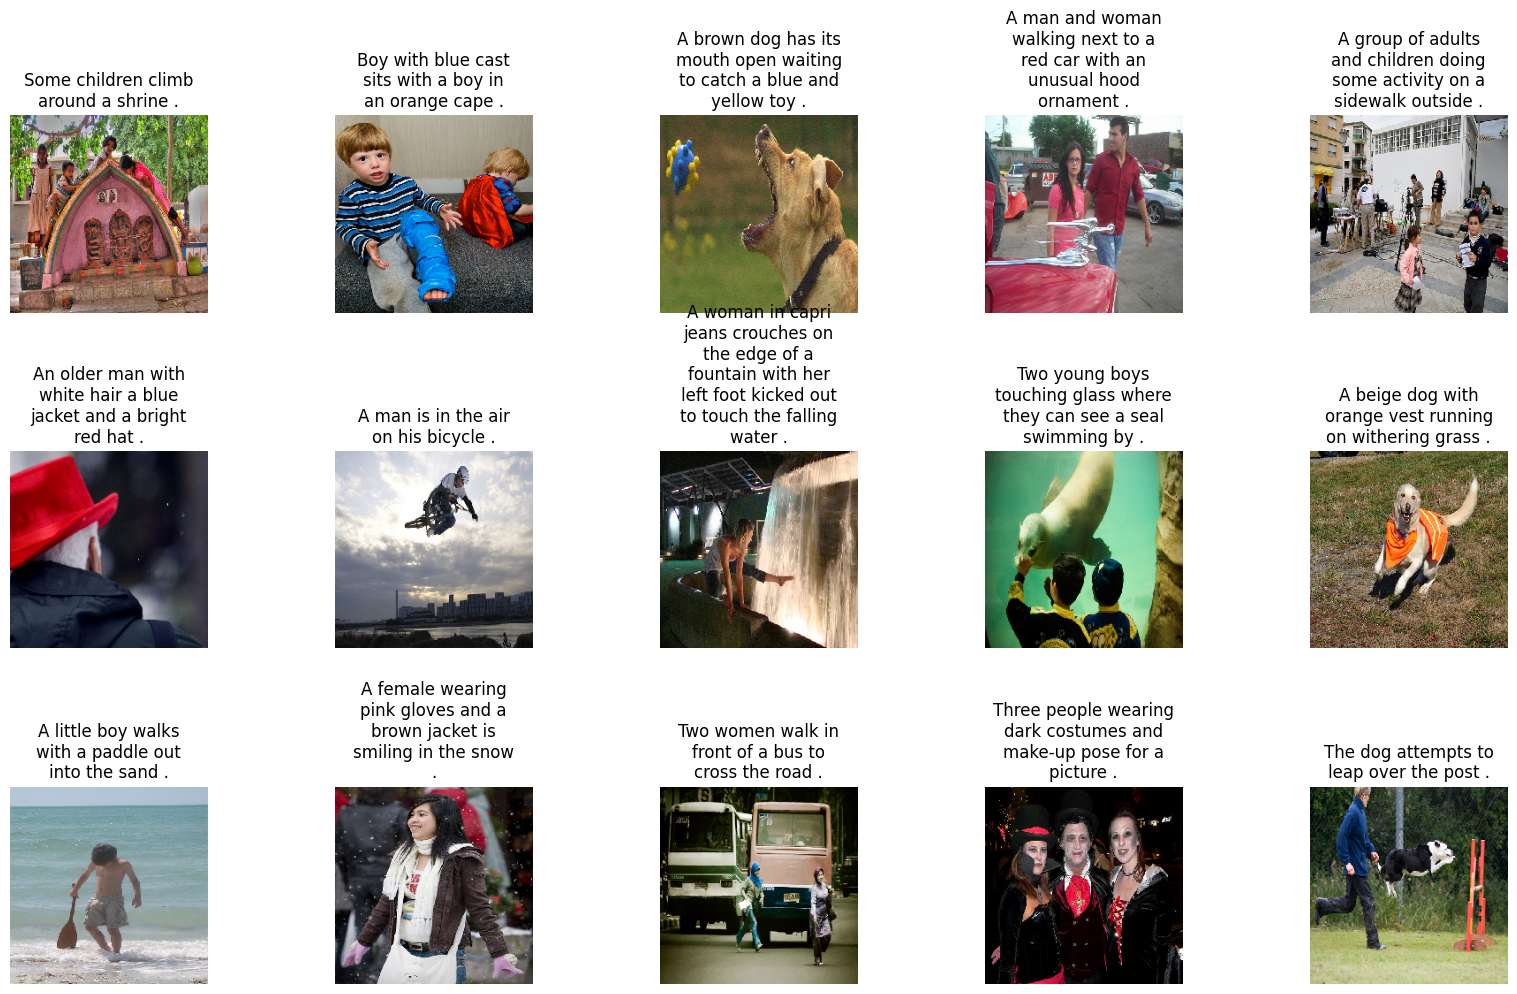 Some children climb
around a shrine .
Boy with blue cast
sits with a boy in
an orange cape .
A brown dog has its
mouth open waiting
to catch a blue and
yellow toy .
A man and woman
walking next to a
red car with an
unusual hood
ornament .
A group of adults
and children doing
some activity on a
sidewalk outside .
An older man with
white hair a blue
jacket and a bright
red hat .
A man is in the air
on his bicycle .
A woman in capri
jeans crouches on
the edge of a
fountain with her
left foot kicked out
to touch the falling
water .
Two young boys
touching glass where
they can see a seal
swimming by .
A beige dog with
orange vest running
on withering grass .
A little boy walks
with a paddle out
into the sand .
A female wearing
pink gloves and a
brown jacket is
smiling in the snow
.
Two women walk in
front of a bus to
cross the road .
Three people wearing
dark costumes and
make-up pose for a
picture .
The dog attempts to
leap over the post .